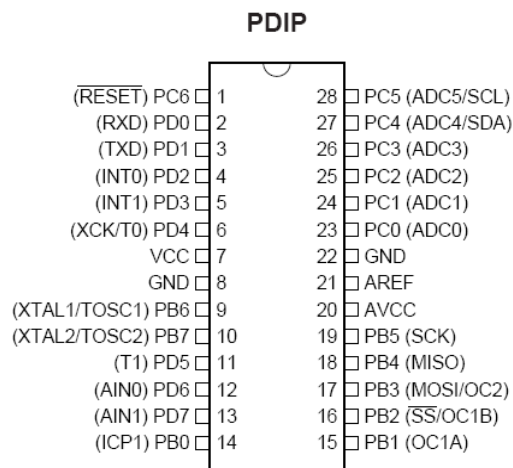 PDIP
(RESET) PC6 1 28 PC5 (ADC5/SCL)
(RXD) PD0 2 27 PC4 (ADC4/SDA)
(TXD) PD1 3 26 PC3 (ADC3)
(INT0) PD2 4 25 PC2 (ADC2)
(INT1) PD3 5 24 PC1 (ADC1)
(XCK/T0) PD4 6 23 PC0 (ADC0)
VCC 7 22 GND
GND 8 21 AREF
(XTAL1/TOSC1) PB6 9 20 AVCC
(XTAL2/TOSC2) PB7 10 19 PB5 (SCK)
(T1) PD5 11 18 PB4 (MISO)
(AIN0) PD6 12 17 PB3 (MOSI/OC2)
(AIN1) PD7 13 16 PB2 (SS/OC1B)
(ICP1) PB0 14 15 PB1 (OC1A)